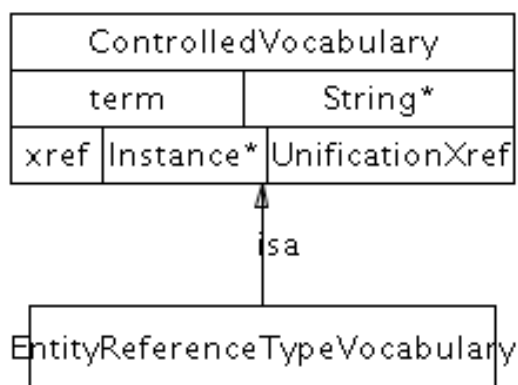 ControlledVocabulary
term String*
xref Instance* UnificationXref
isa
EntityReferenceTypeVocabulary